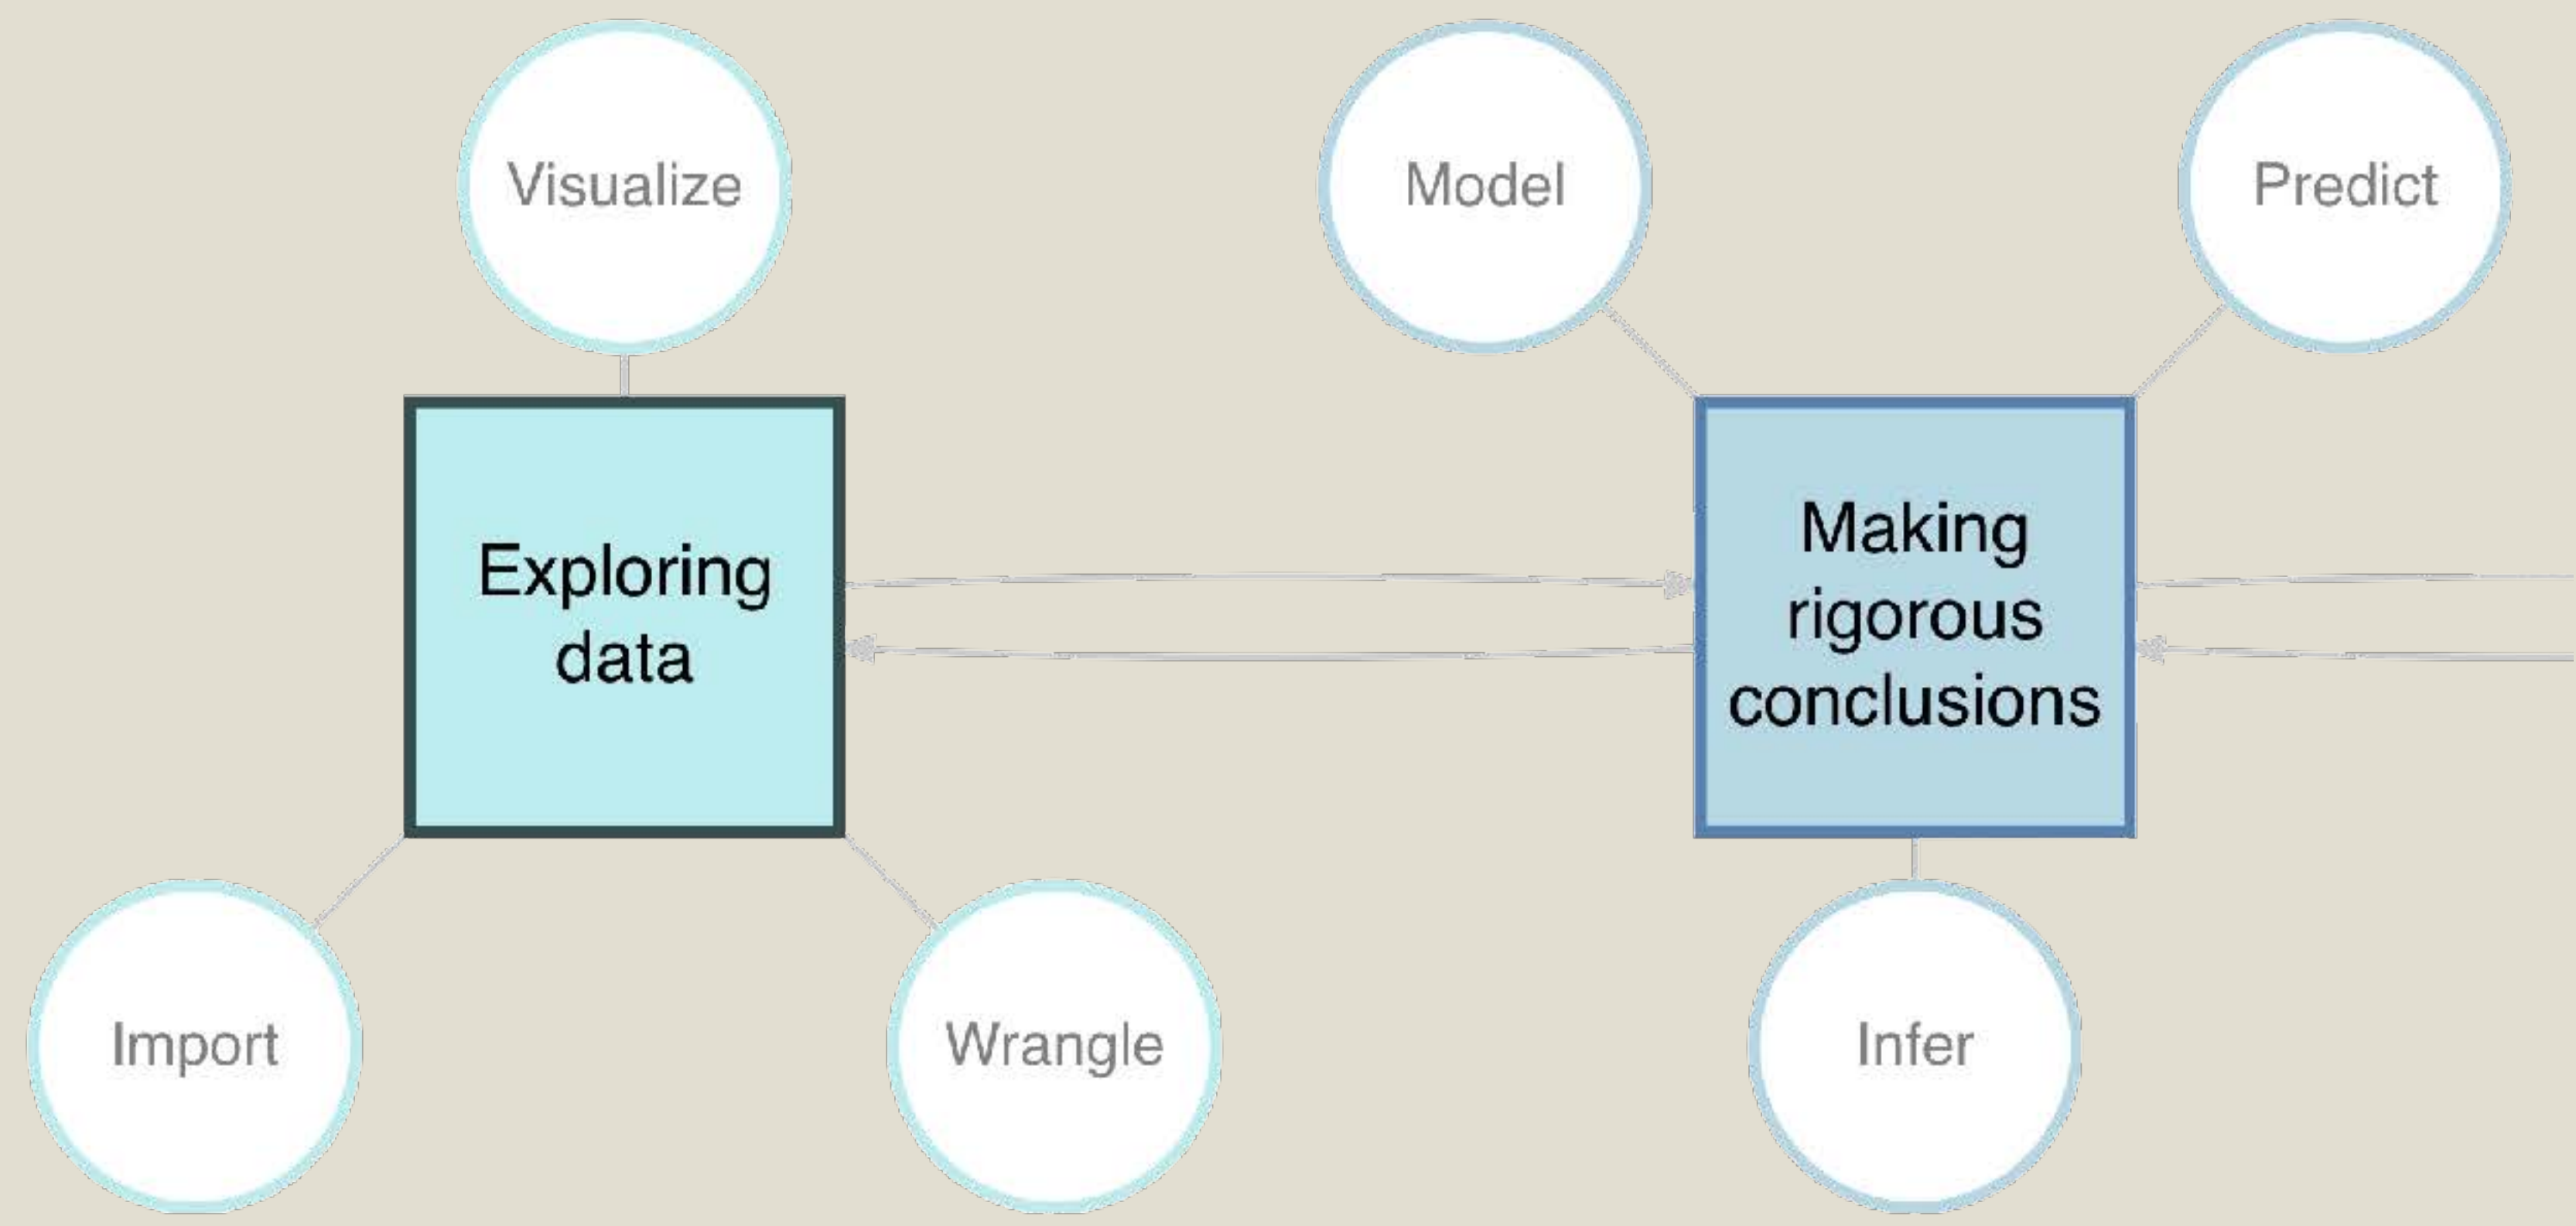 Visualize
Model
Predict
Exploring
data
Making
rigorous
conclusions
Import
Wrangle
Infer